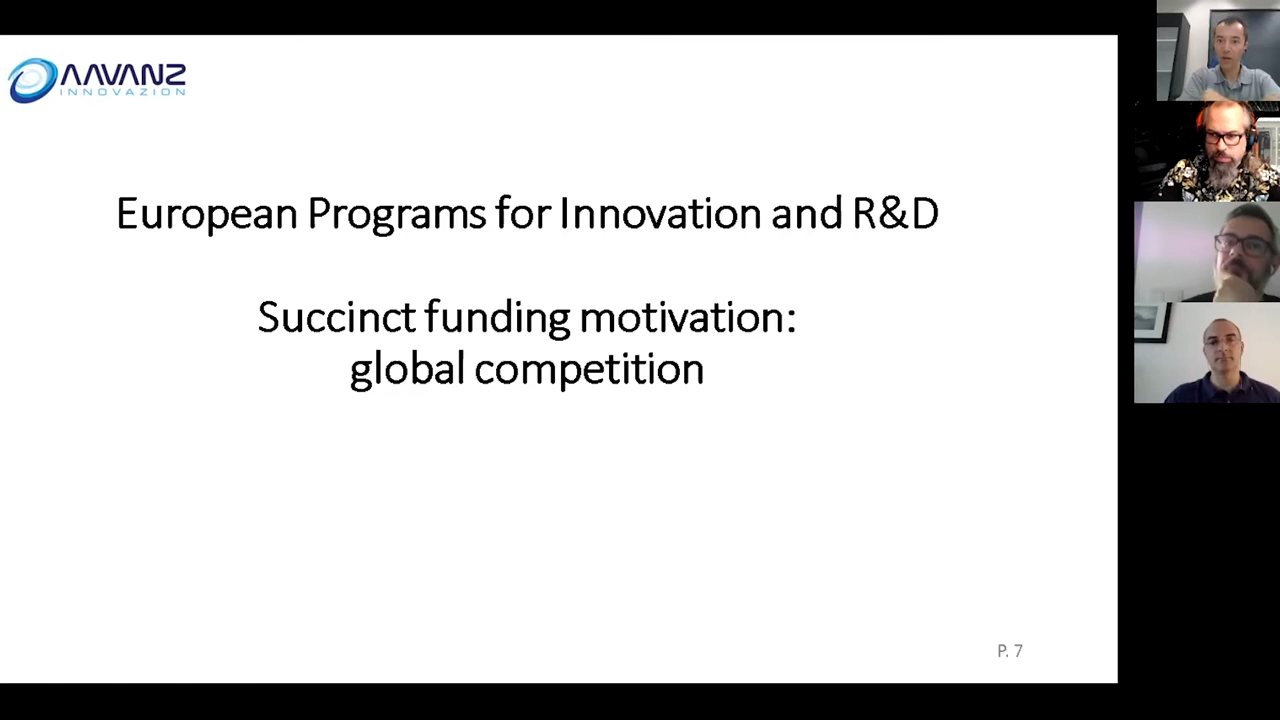 AAVANZ
INNOVAZION
European Programs for Innovation and R&D
Succinct funding motivation:
global competition
P. 7